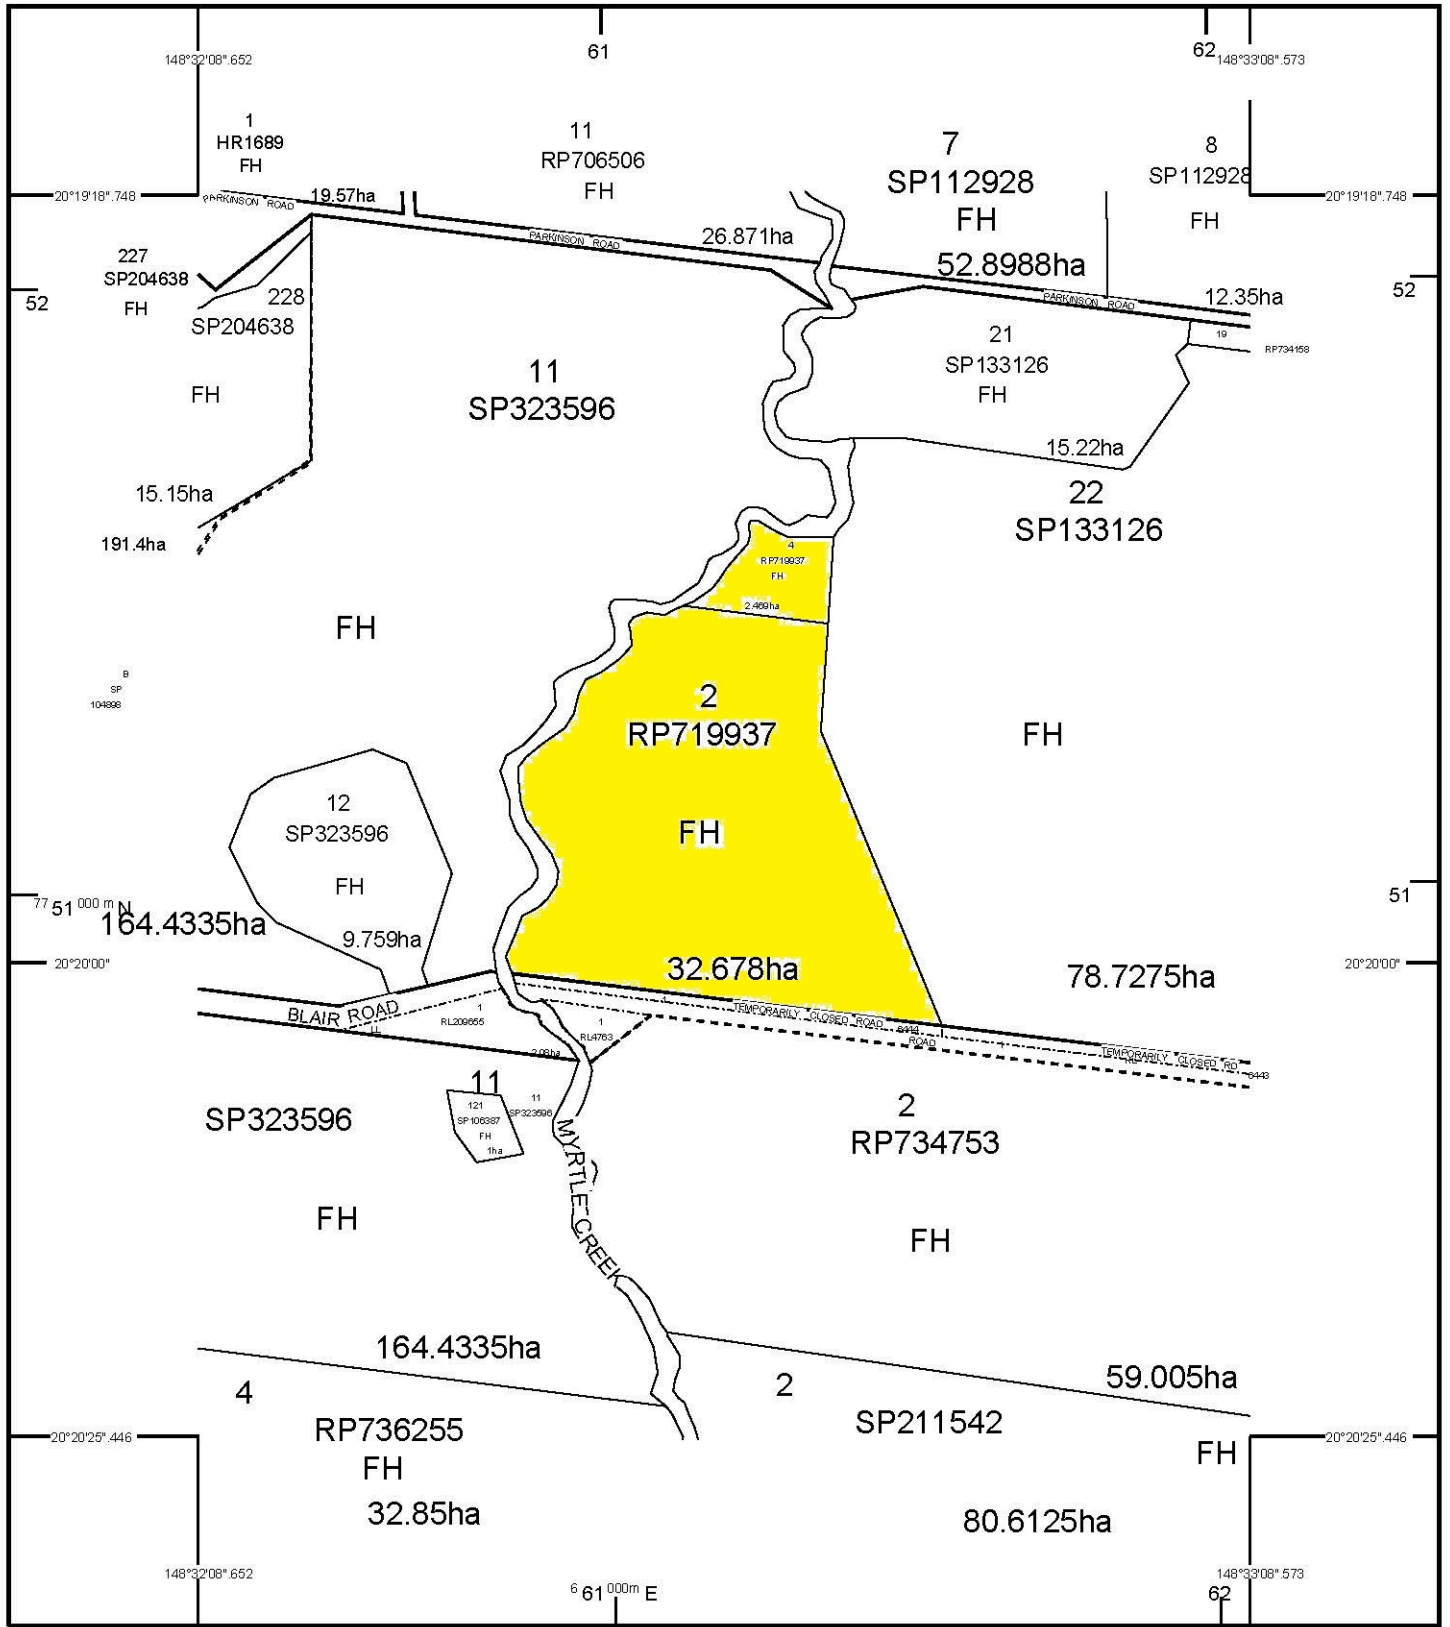 61
62
148°32'08".652
148°33'08".573
1
HR1689
FH
11
RP706506
FH
7
SP112928
FH
52.8988ha
8
SP112928
FH
20°19'18".748
20°19'18".748
PARKINSON ROAD
19.57ha
PARKINSON ROAD
26.871ha
PARKINSON ROAD
12.35ha
227
SP204638
FH
52
52
228
SP204638
FH
11
SP323596
21
SP133126
FH
19
RP734158
15.22ha
15.15ha
191.4ha
22
SP133126
4
RP719937
FH
2.469ha
FH
B
SP
104898
2
RP719937
FH
FH
12
SP323596
FH
9.759ha
77 51 000 m N
51
164.4335ha
20°20'00"
20°20'00"
32.678ha
78.7275ha
BLAIR ROAD
1
RL209655
1
RL4763
2.08ha
TEMPORARILY CLOSED ROAD
6444
ROAD
TEMPORARILY CLOSED RD
6443
11
SP323596
121
SP106387
FH
1ha
11
SP323596
2
RP734753
MYRTLE CREEK
FH
FH
164.4335ha
59.005ha
4
RP736255
FH
32.85ha
2
SP211542
FH
80.6125ha
20°20'25".446
20°20'25".446
148°32'08".652
148°33'08".573
6 61 000m E
62